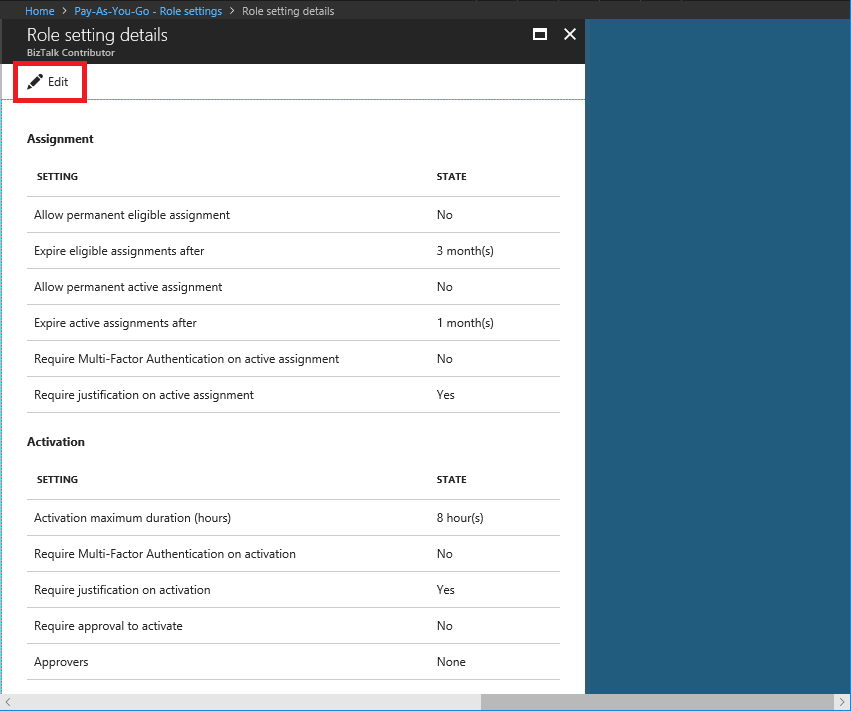 Home > Pay-As-You-Go - Role settings > Role setting details
Role setting details
BizTalk Contributor
Edit
Assignment
SETTING STATE
Allow permanent eligible assignment No
Expire eligible assignments after 3 month(s)
Allow permanent active assignment No
Expire active assignments after 1 month(s)
Require Multi-Factor Authentication on active assignment No
Require justification on active assignment Yes
Activation
SETTING STATE
Activation maximum duration (hours) 8 hour(s)
Require Multi-Factor Authentication on activation No
Require justification on activation Yes
Require approval to activate No
Approvers None